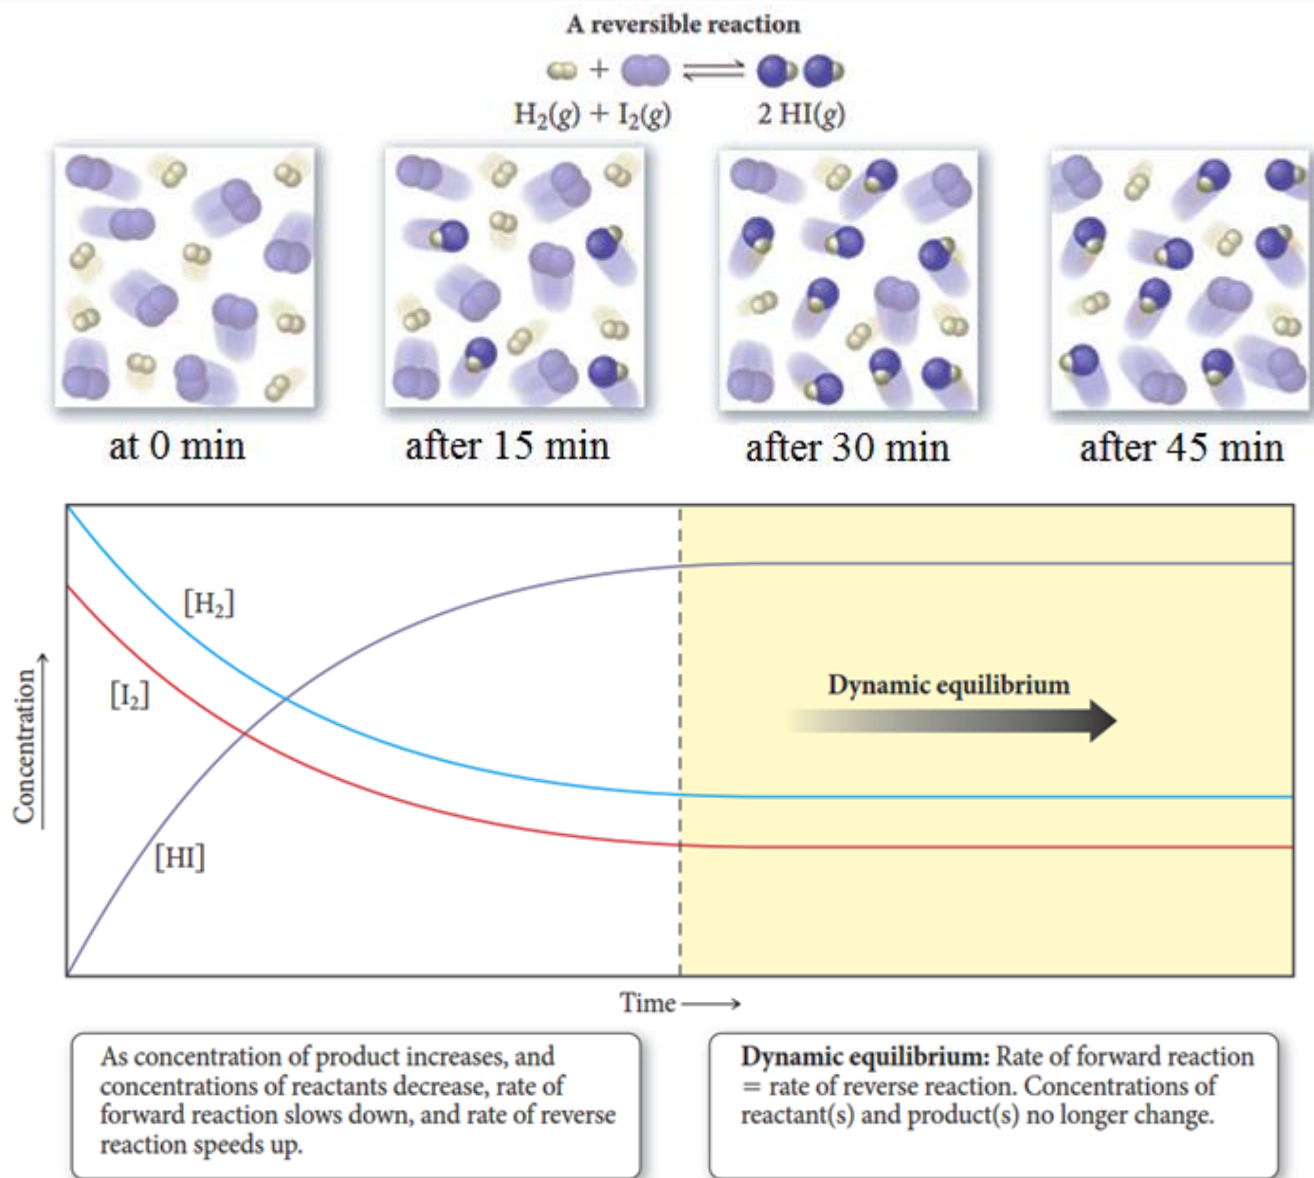 A reversible reaction
+ ⇌
H₂(g) + I₂(g) 2 HI(g)
at 0 min
after 15 min
after 30 min
after 45 min
[H₂]
[I₂]
[HI]
Dynamic equilibrium
Concentration →
Time →
As concentration of product increases, and
concentrations of reactants decrease, rate of
forward reaction slows down, and rate of reverse
reaction speeds up.
Dynamic equilibrium: Rate of forward reaction
= rate of reverse reaction. Concentrations of
reactant(s) and product(s) no longer change.